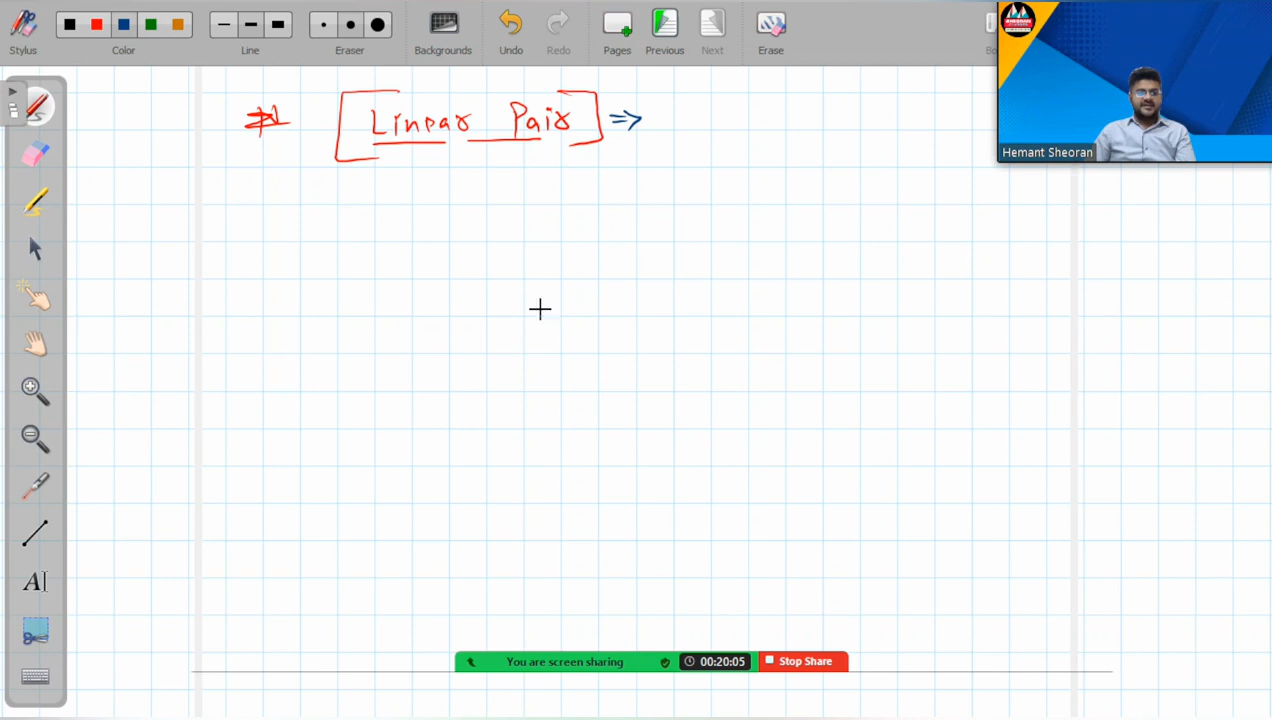 Stylus Color Line Eraser Backgrounds Undo Redo Pages Previous Next Erase
# [Linear Pair] ⇒
Hemant Sheoran
A
You are screen sharing 00:20:05 Stop Share